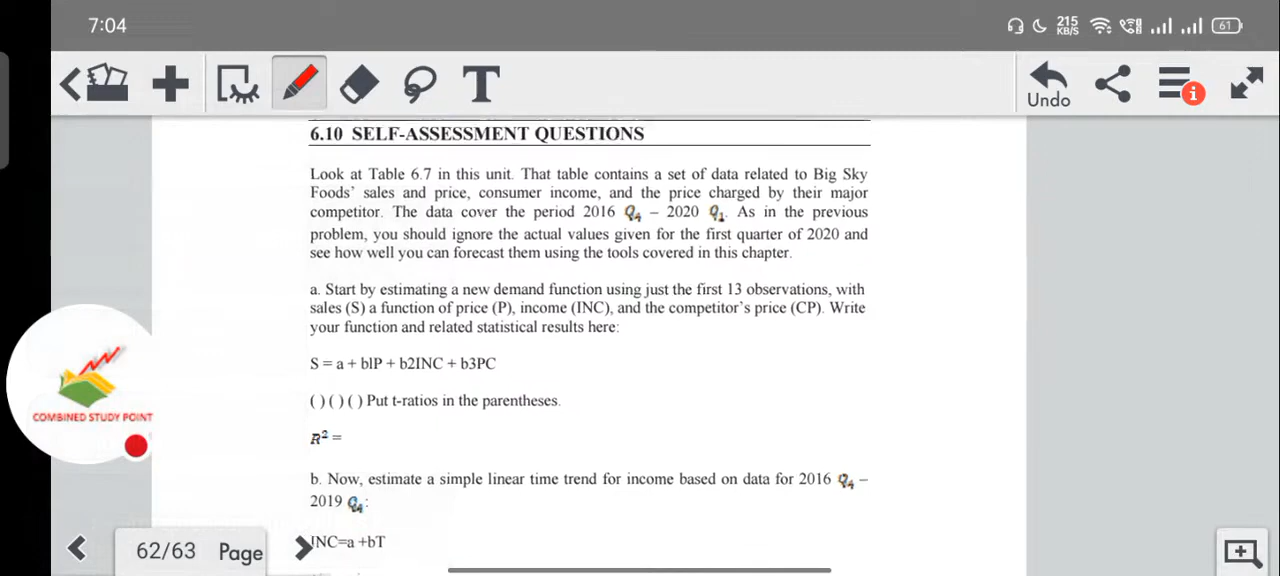 7:04
215
KB/S
61
T
Undo
6.10 SELF-ASSESSMENT QUESTIONS
Look at Table 6.7 in this unit. That table contains a set of data related to Big Sky
Foods' sales and price, consumer income, and the price charged by their major
competitor. The data cover the period 2016 Q4 – 2020 Q1. As in the previous
problem, you should ignore the actual values given for the first quarter of 2020 and
see how well you can forecast them using the tools covered in this chapter.
a. Start by estimating a new demand function using just the first 13 observations, with
sales (S) a function of price (P), income (INC), and the competitor's price (CP). Write
your function and related statistical results here:
S = a + blP + b2INC + b3PC
( ) ( ) ( ) Put t-ratios in the parentheses.
R² =
COMBINED STUDY POINT
b. Now, estimate a simple linear time trend for income based on data for 2016 Q4 –
2019 Q4:
INC=a +bT
62/63 Page